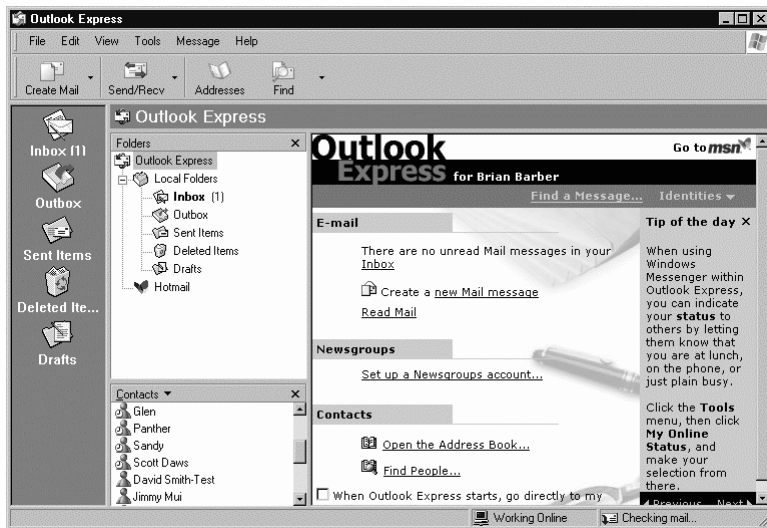 Outlook Express
File Edit View Tools Message Help
Create Mail Send/Recv Addresses Find
Outlook Express
Inbox (1)
Outbox
Sent Items
Deleted Ite...
Drafts
Folders
Outlook Express
Local Folders
Inbox (1)
Outbox
Sent Items
Deleted Items
Drafts
Hotmail
Contacts
Glen
Panther
Sandy
Scott Daws
David Smith-Test
Jimmy Mui
Outlook
Express for Brian Barber
Go to msn
Find a Message... Identities
E-mail
There are no unread Mail messages in your
Inbox
Create a new Mail message
Read Mail
Newsgroups
Set up a Newsgroups account...
Contacts
Open the Address Book...
Find People...
When Outlook Express starts, go directly to my
Tip of the day
When using
Windows
Messenger within
Outlook Express,
you can indicate
your status to
others by letting
them know that
you are at lunch,
on the phone, or
just plain busy.
Click the Tools
menu, then click
My Online
Status, and
make your
selection from
there.
Previous Next
Working Online Checking mail...